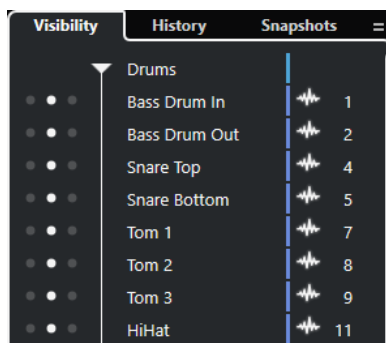 Visibility History Snapshots
Drums
Bass Drum In 1
Bass Drum Out 2
Snare Top 4
Snare Bottom 5
Tom 1 7
Tom 2 8
Tom 3 9
HiHat 11